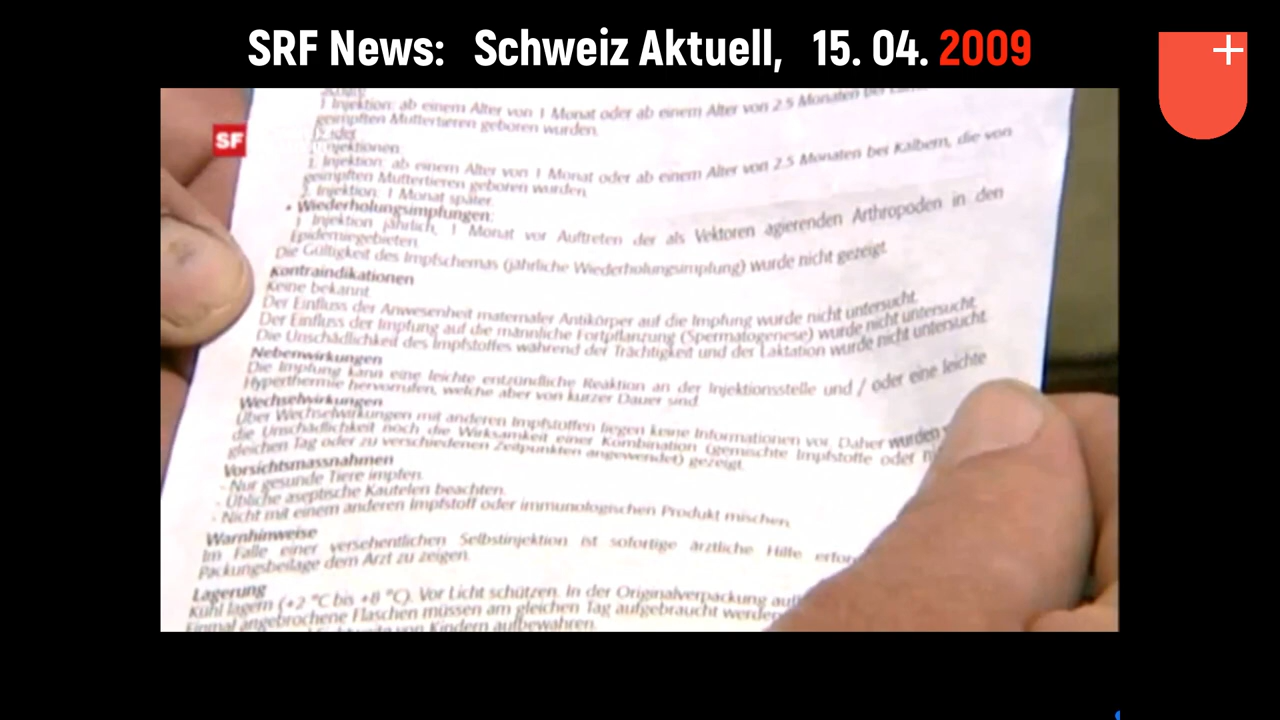 SRF News: Schweiz Aktuell, 15. 04. 2009
SF
1 Injektion: ab einem Alter von 1 Monat oder ab einem Alter von 2.5 Monaten bei
geimpften Muttertieren geboren wurden.
1. Injektion: ab einem Alter von 1 Monat oder ab einem Alter von 2.5 Monaten bei Kälbern, die von
geimpften Muttertieren geboren wurden
2. Injektion: 1 Monat später.
• Wiederholungsimpfungen:
1 Injektion jährlich, 1 Monat vor Auftreten der als Vektoren agierenden Arthropoden in den
Epidemiegebieten.
Die Gültigkeit des Impfschemas (jährliche Wiederholungsimpfung) wurde nicht gezeigt.
Kontraindikationen
Keine bekannt.
Der Einfluss der Anwesenheit maternaler Antikörper auf die Impfung wurde nicht untersucht.
Der Einfluss der Impfung auf die männliche Fortpflanzung (Spermatogenese) wurde nicht untersucht.
Die Unschädlichkeit des Impfstoffes während der Trächtigkeit und der Laktation wurde nicht untersucht.
Nebenwirkungen
Die Impfung kann eine leichte entzündliche Reaktion an der Injektionsstelle und / oder eine leichte
Hyperthermie hervorrufen, welche aber von kurzer Dauer sind.
Wechselwirkungen
Über Wechselwirkungen mit anderen Impfstoffen liegen keine Informationen vor. Daher wurden
die Unschädlichkeit noch die Wirksamkeit einer Kombination (gemischte Impfstoffe oder
gleichen Tag oder zu verschiedenen Zeitpunkten angewendet) gezeigt.
Vorsichtsmassnahmen
- Nur gesunde Tiere impfen.
- Übliche aseptische Kautelen beachten.
- Nicht mit einem anderen Impfstoff oder immunologischen Produkt mischen.
Warnhinweise
Im Falle einer versehentlichen Selbstinjektion ist sofortige ärztliche Hilfe
Packungsbeilage dem Arzt zu zeigen.
Lagerung
Kühl lagern (+2 °C bis +8 °C). Vor Licht schützen. In der Originalverpackung
Einmal angebrochene Flaschen müssen am gleichen Tag aufgebraucht werden
von Kindern aufbewahren.